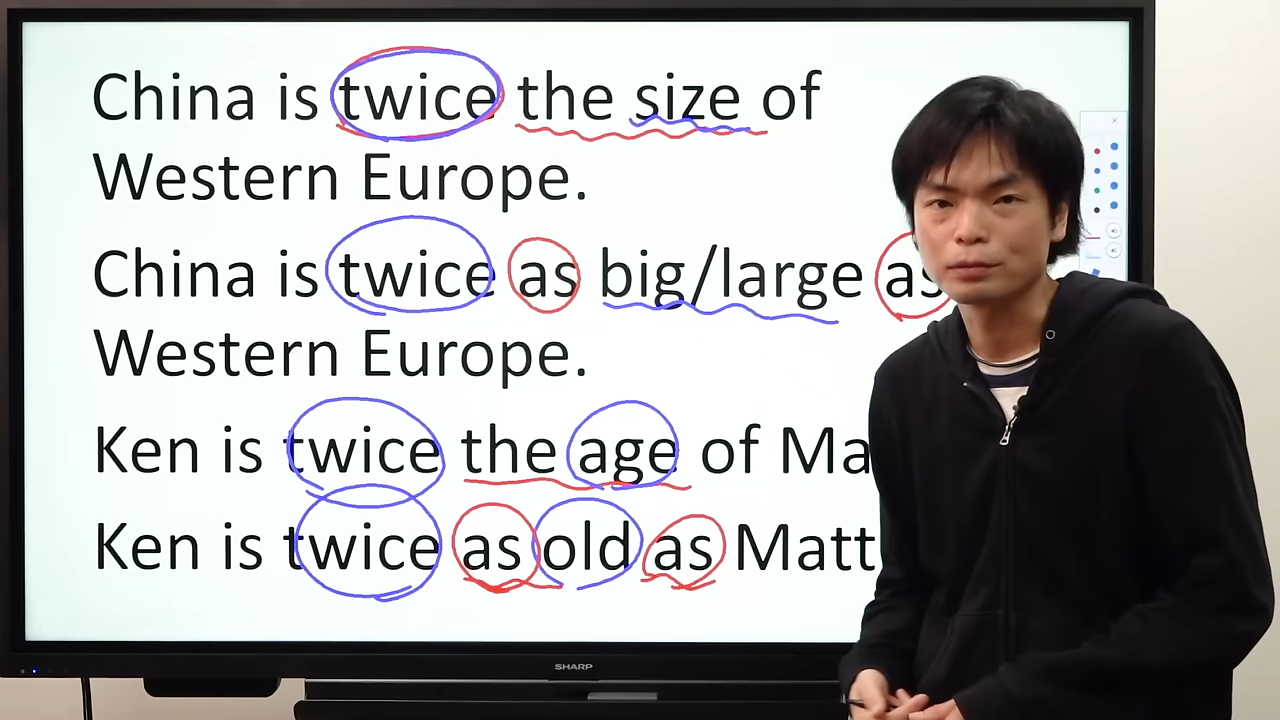 China is twice the size of
Western Europe.
China is twice as big/large as
Western Europe.
Ken is twice the age of
Ken is twice as old as Matt
SHARP